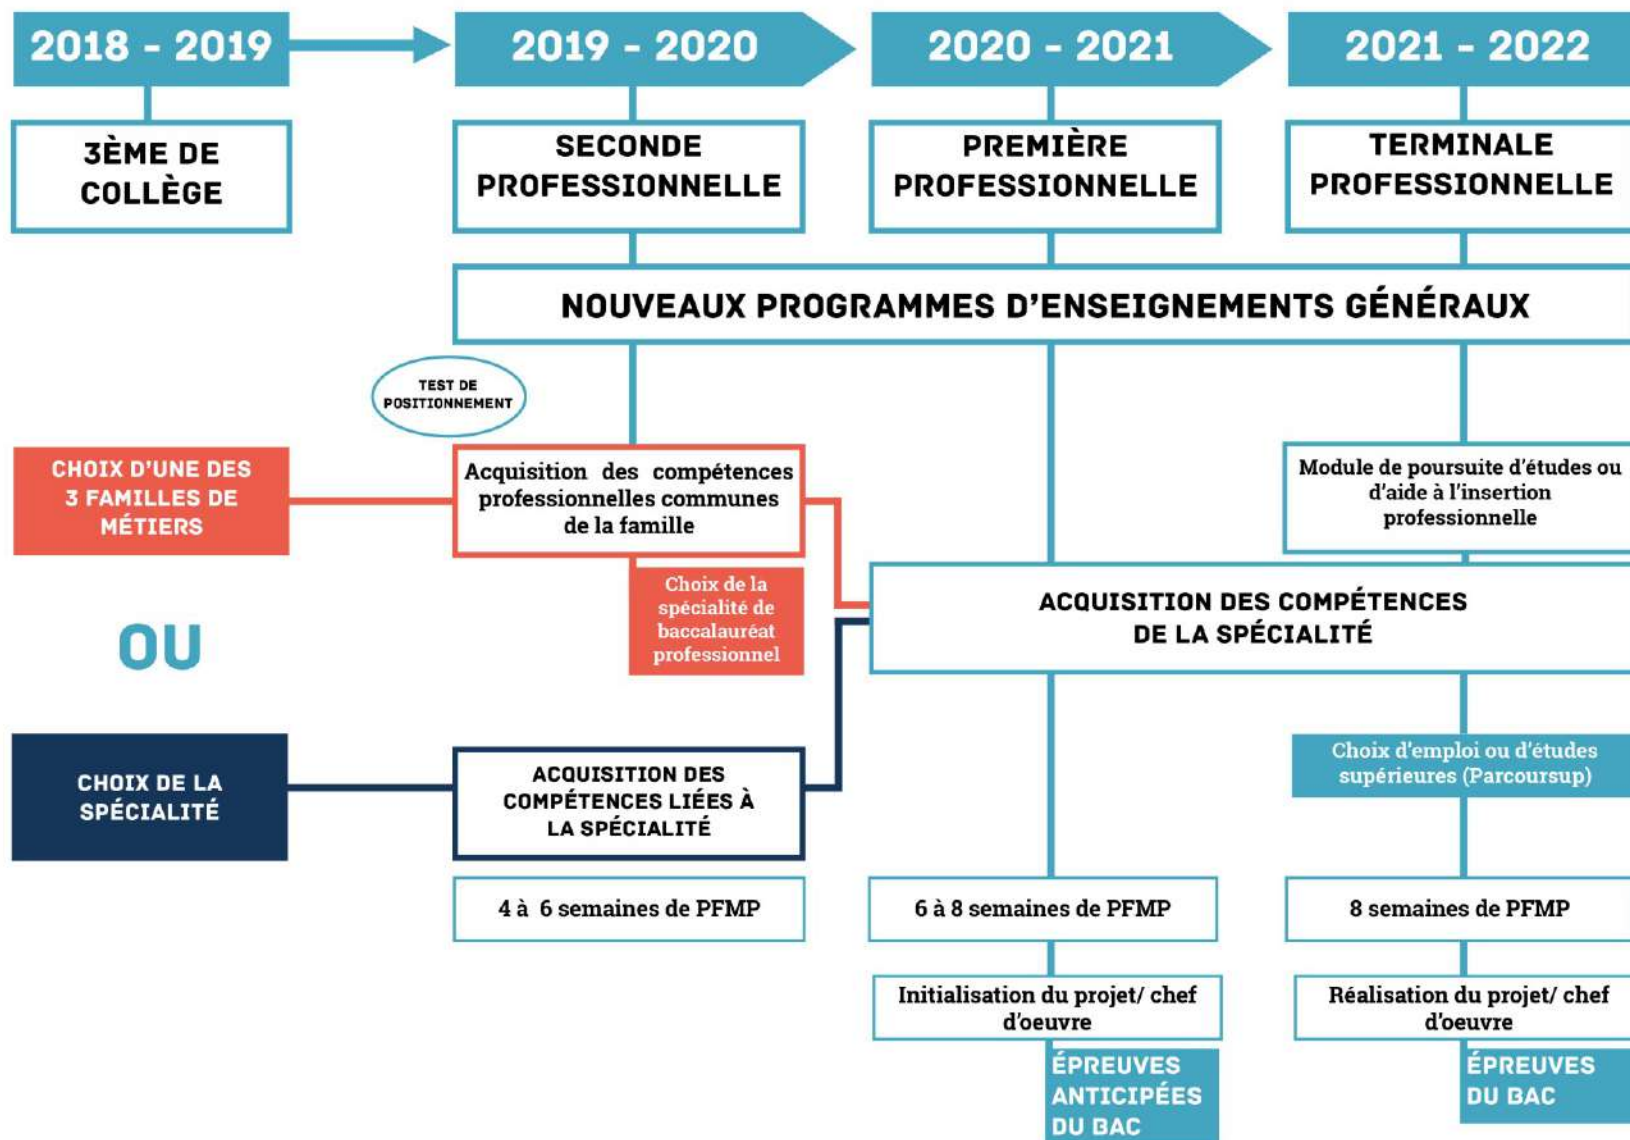 2018 - 2019
2019 - 2020
2020 - 2021
2021 - 2022
3ÈME DE
COLLÈGE
SECONDE
PROFESSIONNELLE
PREMIÈRE
PROFESSIONNELLE
TERMINALE
PROFESSIONNELLE
NOUVEAUX PROGRAMMES D'ENSEIGNEMENTS GÉNÉRAUX
TEST DE
POSITIONNEMENT
CHOIX D'UNE DES
3 FAMILLES DE
MÉTIERS
Acquisition des compétences
professionnelles communes
de la famille
Module de poursuite d'études ou
d'aide à l'insertion
professionnelle
Choix de la
spécialité de
baccalauréat
professionnel
ACQUISITION DES COMPÉTENCES
DE LA SPÉCIALITÉ
OU
CHOIX DE LA
SPÉCIALITÉ
ACQUISITION DES
COMPÉTENCES LIÉES À
LA SPÉCIALITÉ
Choix d'emploi ou d'études
supérieures (Parcoursup)
4 à 6 semaines de PFMP
6 à 8 semaines de PFMP
8 semaines de PFMP
Initialisation du projet/ chef
d'oeuvre
Réalisation du projet/ chef
d'oeuvre
ÉPREUVES
ANTICIPÉES
DU BAC
ÉPREUVES
DU BAC